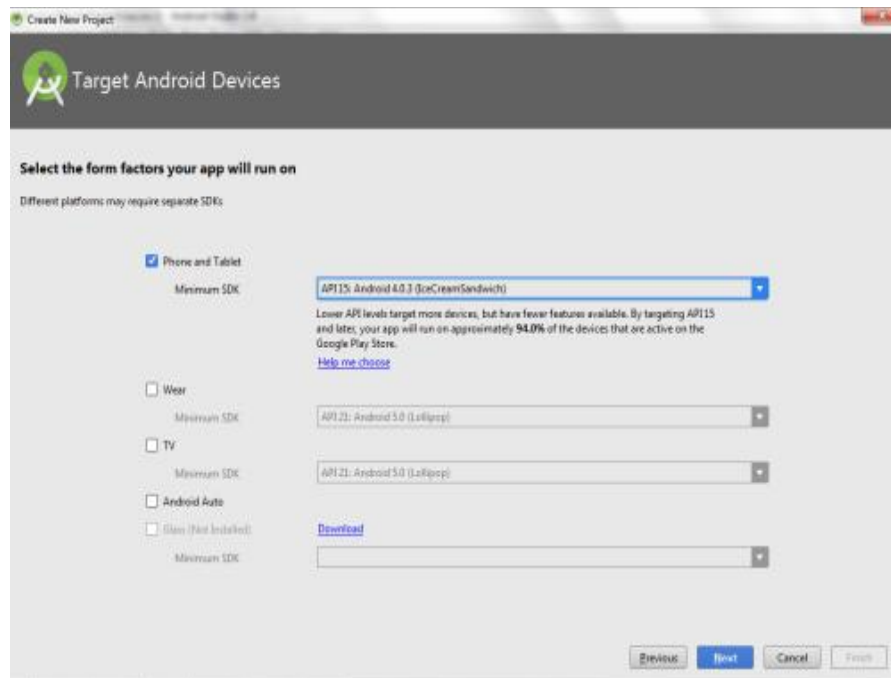 Create New Project
Target Android Devices
Select the form factors your app will run on
Different platforms may require separate SDKs
Phone and Tablet
Minimum SDK
API 15: Android 4.0.3 (IceCreamSandwich)
Lower API levels target more devices, but have fewer features available. By targeting API 15
and later, your app will run on approximately 94.0% of the devices that are active on the
Google Play Store.
Help me choose
Wear
Minimum SDK
API 21: Android 5.0 (Lollipop)
TV
Minimum SDK
API 21: Android 5.0 (Lollipop)
Android Auto
Glass (Not Installed)
Download
Minimum SDK
Previous
Next
Cancel
Finish